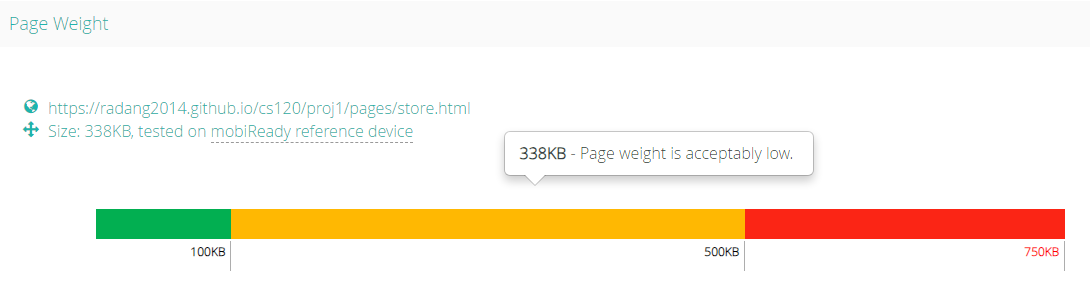 Page Weight
https://radang2014.github.io/cs120/proj1/pages/store.html
Size: 338KB, tested on mobiReady reference device
338KB - Page weight is acceptably low.
100KB 500KB 750KB